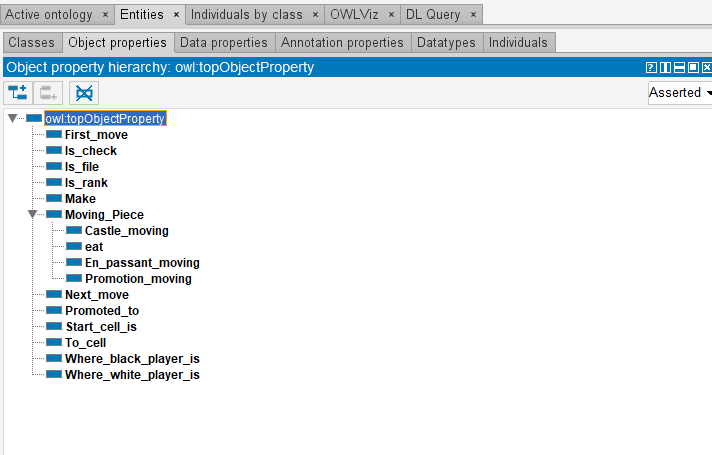 Active ontology × Entities × Individuals by class × OWLViz × DL Query ×
Classes Object properties Data properties Annotation properties Datatypes Individuals
Object property hierarchy: owl:topObjectProperty
Asserted
owl:topObjectProperty
First_move
Is_check
Is_file
Is_rank
Make
Moving_Piece
Castle_moving
eat
En_passant_moving
Promotion_moving
Next_move
Promoted_to
Start_cell_is
To_cell
Where_black_player_is
Where_white_player_is